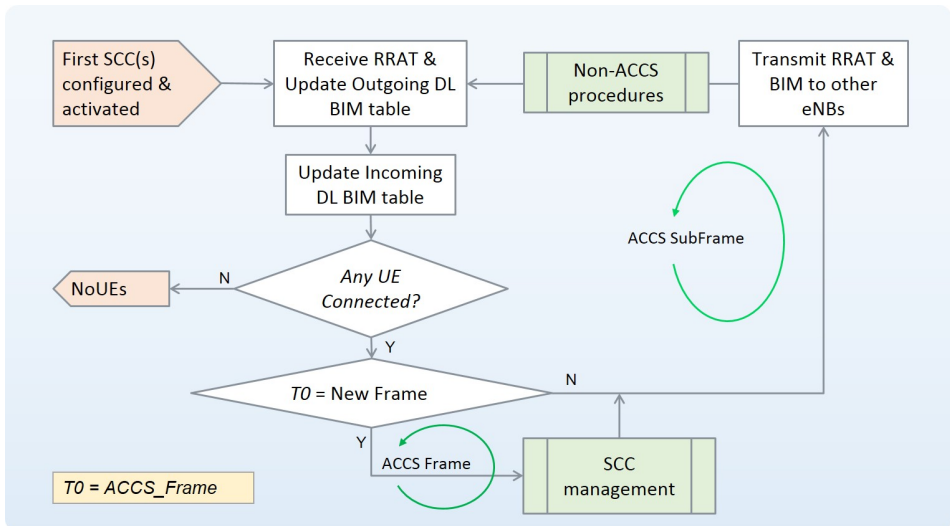 First SCC(s)
configured &
activated
Receive RRAT &
Update Outgoing DL
BIM table
Non-ACCS
procedures
Transmit RRAT &
BIM to other
eNBs
Update Incoming
DL BIM table
ACCS SubFrame
Any UE
Connected?
N
NoUEs
Y
T0 = New Frame
N
Y
ACCS Frame
SCC
management
T0 = ACCS_Frame